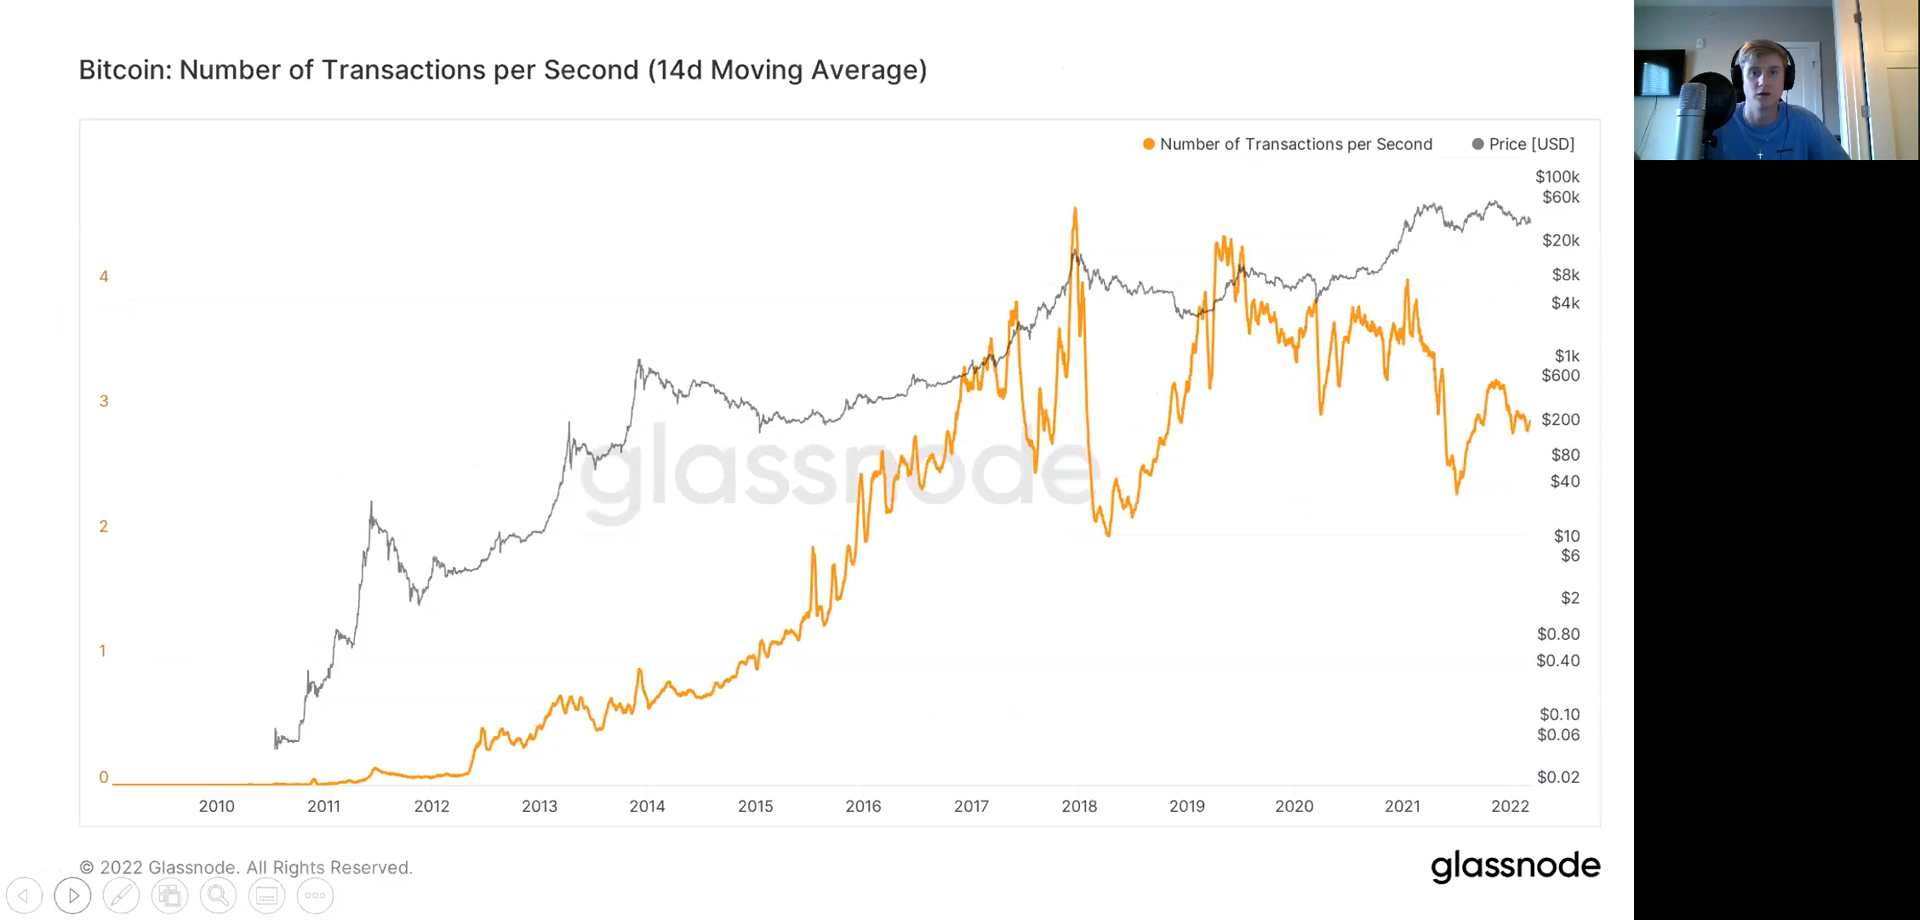 Bitcoin: Number of Transactions per Second (14d Moving Average)
Number of Transactions per Second
Price [USD]
$100k
$60k
$20k
$8k
$4k
$1k
$600
$200
$80
$40
$10
$6
$2
$0.80
$0.40
$0.10
$0.06
$0.02
4
3
2
1
0
glassnode
2010 2011 2012 2013 2014 2015 2016 2017 2018 2019 2020 2021 2022
© 2022 Glassnode. All Rights Reserved.
glassnode